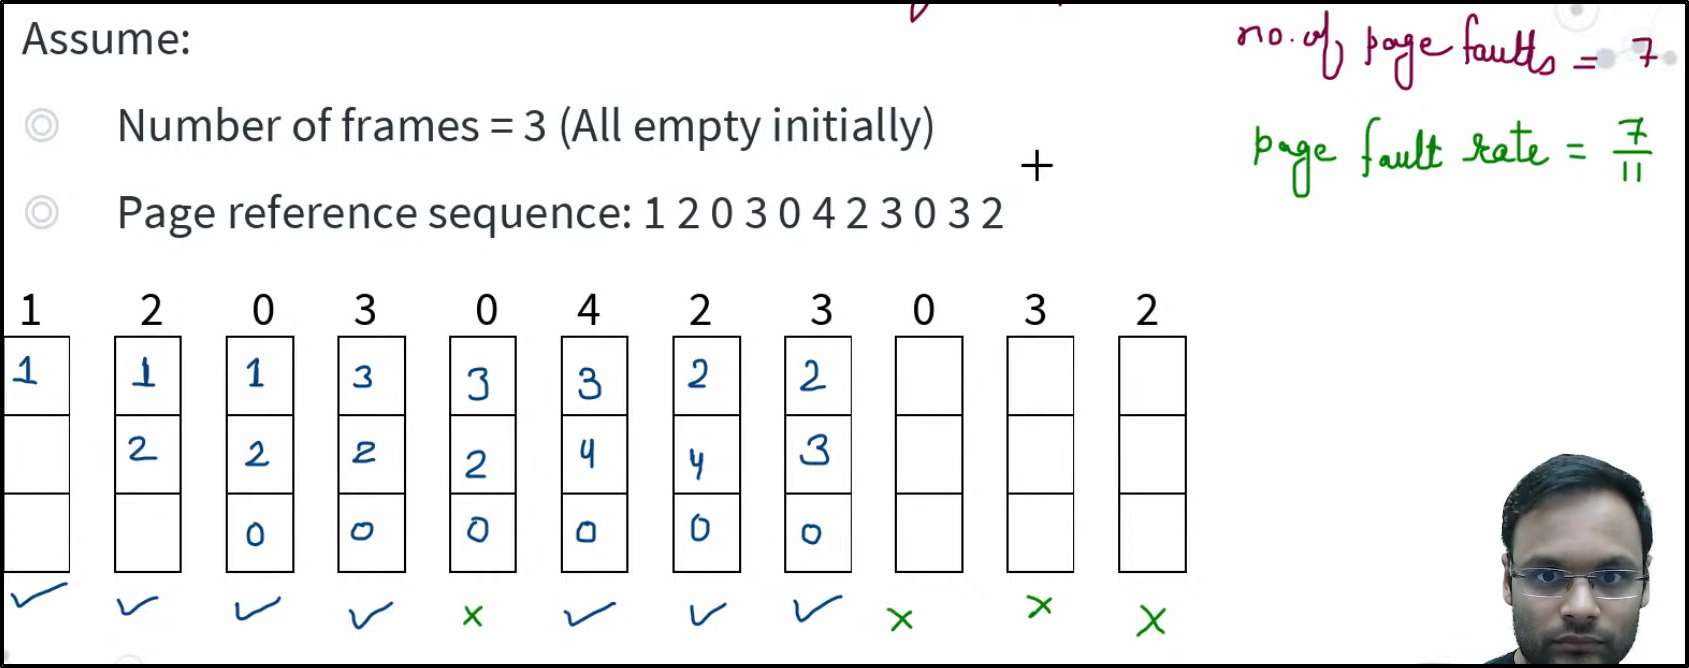 Assume:
no. of page faults = 7
Number of frames = 3 (All empty initially)
page fault rate = 7/11
Page reference sequence: 1 2 0 3 0 4 2 3 0 3 2
1 2 0 3 0 4 2 3 0 3 2
1 1 1 3 3 3 2 2
2 2 2 2 4 4 3
0 0 0 0 0 0
✓ ✓ ✓ ✓ × ✓ ✓ ✓ × × ×